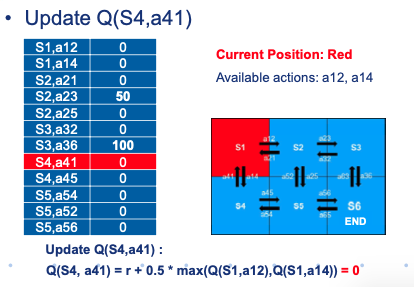 • Update Q(S4,a41)
S1,a12 0
S1,a14 0
S2,a21 0
S2,a23 50
S2,a25 0
S3,a32 0
S3,a36 100
S4,a41 0
S4,a45 0
S5,a54 0
S5,a52 0
S5,a56 0
Current Position: Red
Available actions: a12, a14
a12 a23
S1 S2 S3
a21 a32
a41 a14 a52 a25 a63 a36
a45 a56
S4 S5 S6
a54 a65
END
Update Q(S4,a41) :
Q(S4, a41) = r + 0.5 * max(Q(S1,a12),Q(S1,a14)) = 0